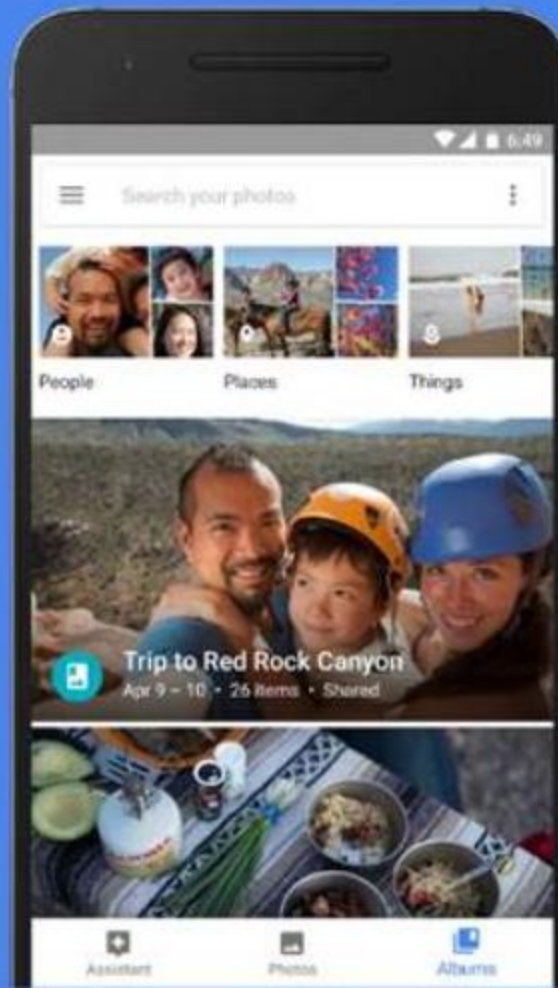 6:49
Search your photos
People Places Things
Trip to Red Rock Canyon
Apr 9 – 10 • 26 items • Shared
Assistant Photos Albums